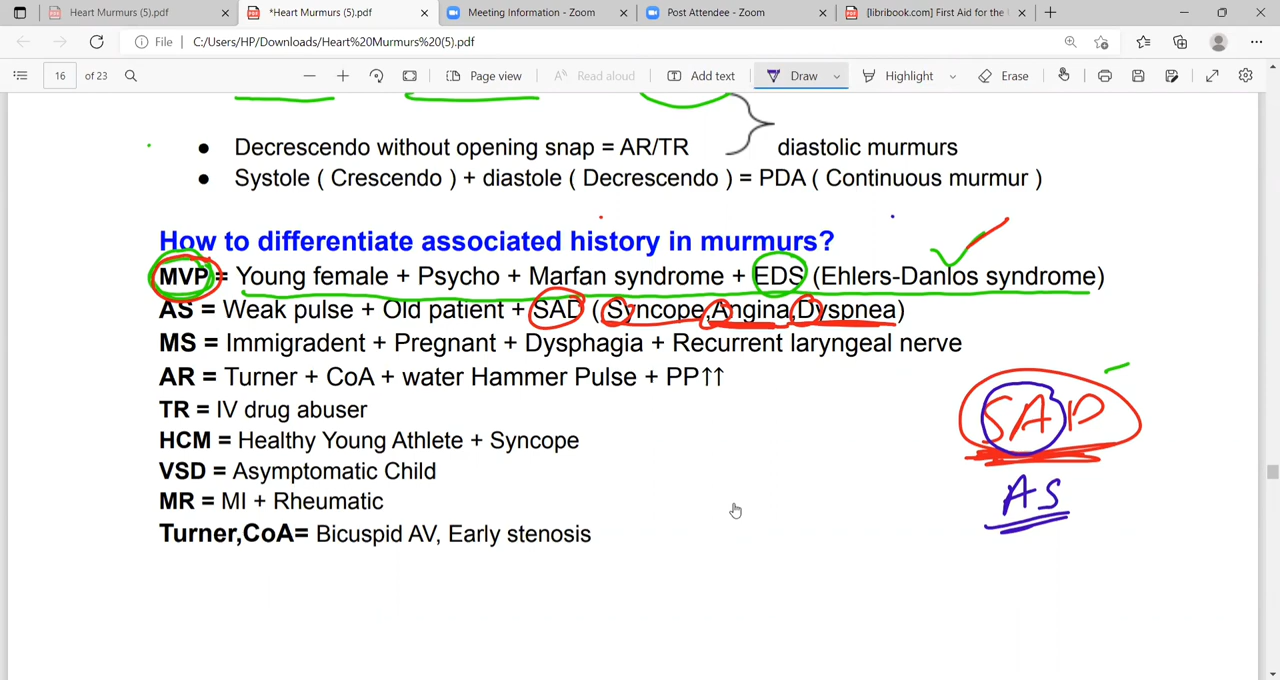 Heart Murmurs (5).pdf
*Heart Murmurs (5).pdf
Meeting Information - Zoom
Post Attendee - Zoom
[libribook.com] First Aid for the
File
C:/Users/HP/Downloads/Heart%20Murmurs%20(5).pdf
16 of 23
Page view
Read aloud
Add text
Draw
Highlight
Erase
● Decrescendo without opening snap = AR/TR diastolic murmurs
● Systole ( Crescendo ) + diastole ( Decrescendo ) = PDA ( Continuous murmur )
How to differentiate associated history in murmurs?
MVP = Young female + Psycho + Marfan syndrome + EDS (Ehlers-Danlos syndrome)
AS = Weak pulse + Old patient + SAD ( Syncope,Angina,Dyspnea)
MS = Immigradent + Pregnant + Dysphagia + Recurrent laryngeal nerve
AR = Turner + CoA + water Hammer Pulse + PP↑↑
TR = IV drug abuser
HCM = Healthy Young Athlete + Syncope
VSD = Asymptomatic Child
MR = MI + Rheumatic
Turner,CoA= Bicuspid AV, Early stenosis
SAD
AS